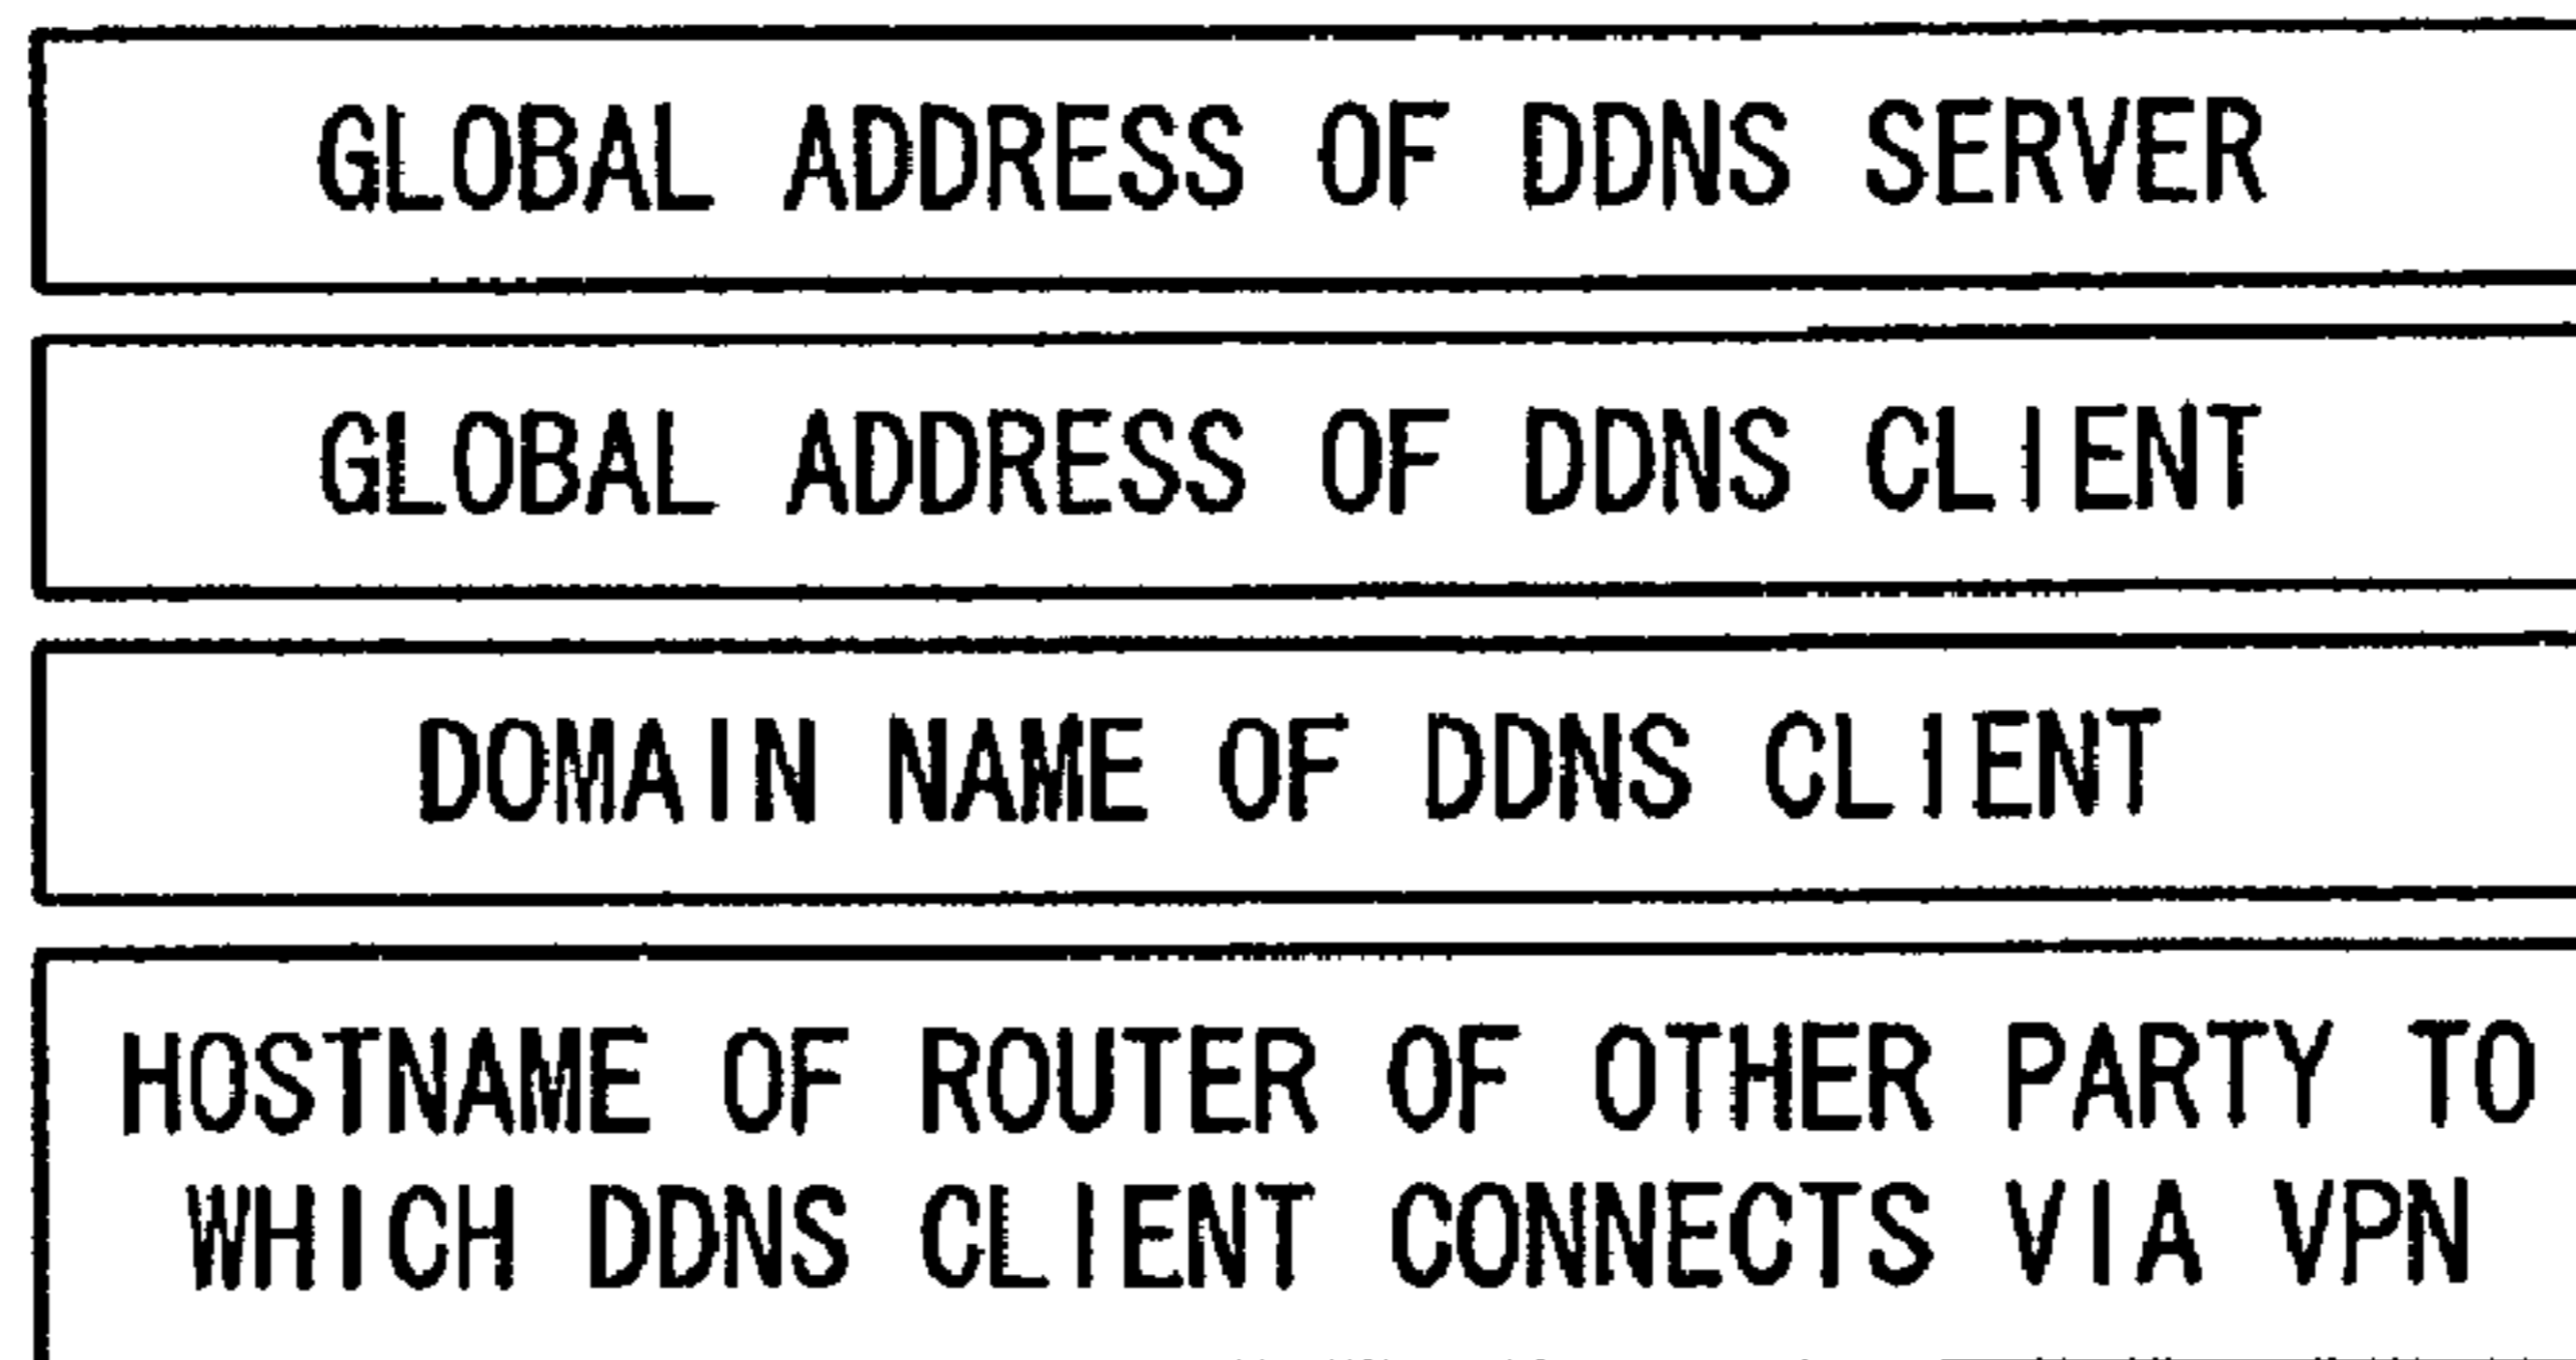 GLOBAL ADDRESS OF DDNS SERVER
GLOBAL ADDRESS OF DDNS CLIENT
DOMAIN NAME OF DDNS CLIENT
HOSTNAME OF ROUTER OF OTHER PARTY TO
WHICH DDNS CLIENT CONNECTS VIA VPN